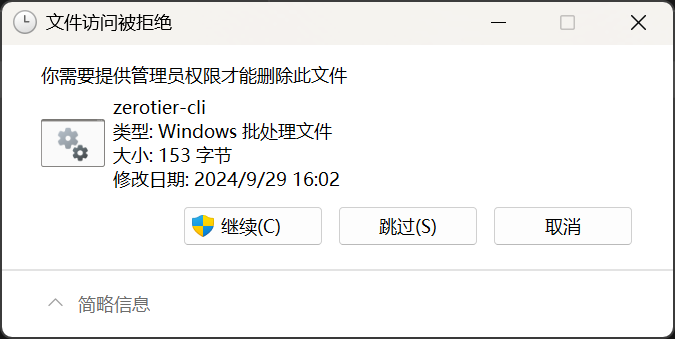 文件访问被拒绝
你需要提供管理员权限才能删除此文件
zerotier-cli
类型: Windows 批处理文件
大小: 153 字节
修改日期: 2024/9/29 16:02
继续(C)
跳过(S)
取消
简略信息